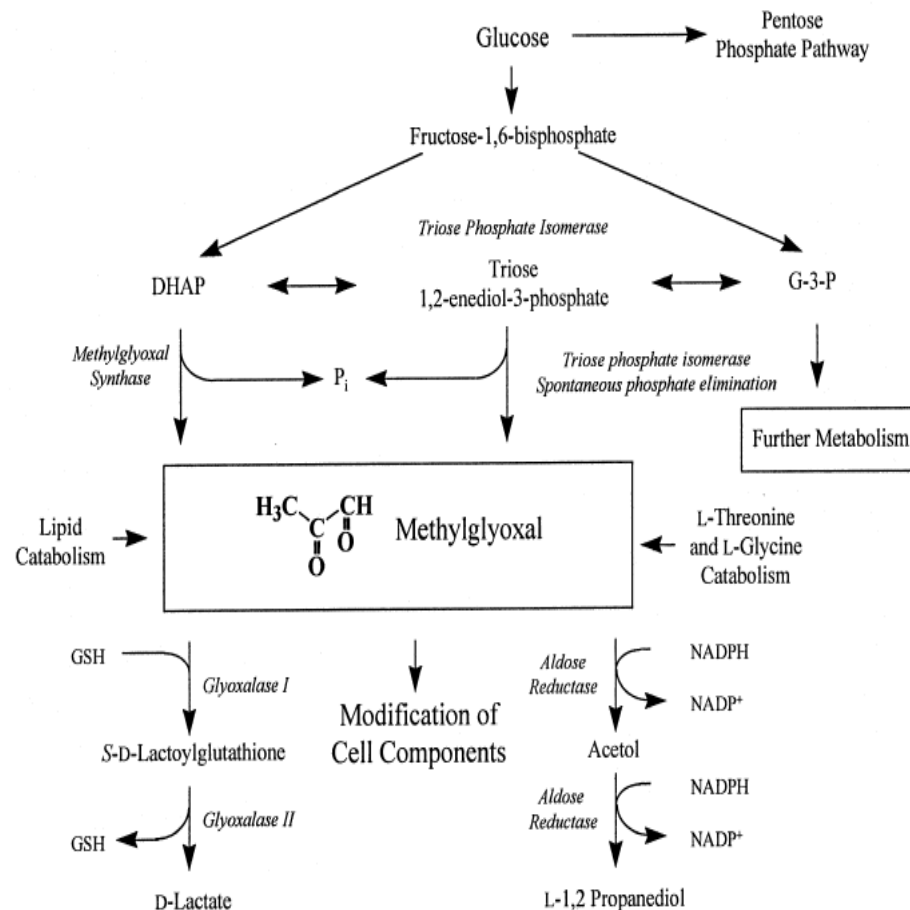 Glucose
Pentose
Phosphate Pathway
Fructose-1,6-bisphosphate
Triose Phosphate Isomerase
DHAP
Triose
1,2-enediol-3-phosphate
G-3-P
Methylglyoxal
Synthase
Pi
Triose phosphate isomerase
Spontaneous phosphate elimination
Further Metabolism
H3C C CH
O O
Methylglyoxal
Lipid
Catabolism
L-Threonine
and L-Glycine
Catabolism
GSH
Glyoxalase I
Modification of
Cell Components
Aldose
Reductase
NADPH
NADP+
S-D-Lactoylglutathione
Acetol
GSH
Glyoxalase II
Aldose
Reductase
NADPH
NADP+
D-Lactate
L-1,2 Propanediol